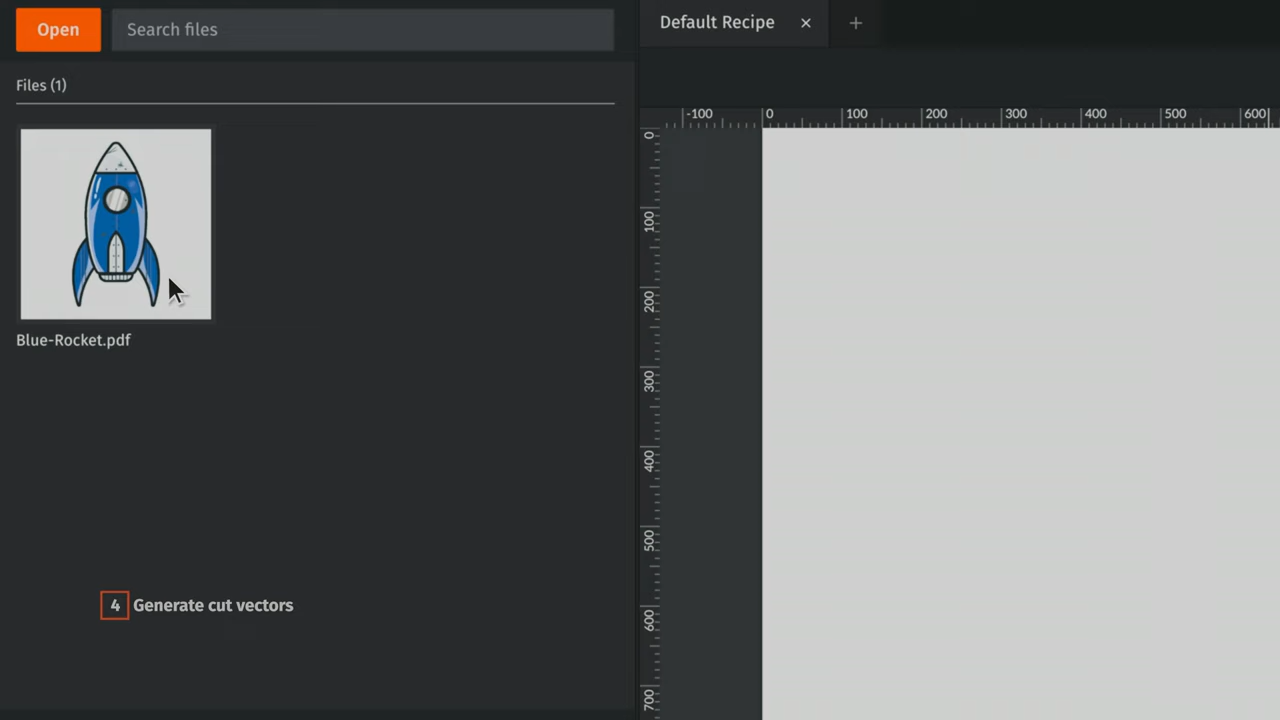 Open
Search files
Default Recipe × +
Files (1)
-100 0 100 200 300 400 500 600
0
100
200
300
400
500
600
700
Blue-Rocket.pdf
4 Generate cut vectors